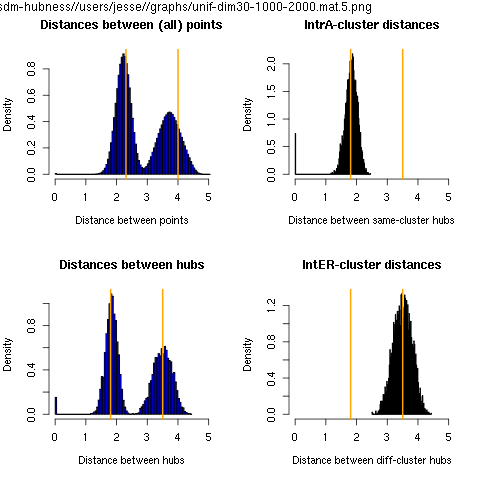 sdm-hubness//users/jesse//graphs/unif-dim30-1000-2000.mat.5.png
Distances between (all) points
Density
0.0 0.2 0.4 0.6 0.8
0 1 2 3 4 5
Distance between points
IntrA-cluster distances
Density
0.0 0.5 1.0 1.5 2.0
0 1 2 3 4 5
Distance between same-cluster hubs
Distances between hubs
Density
0.0 0.4 0.8
0 1 2 3 4 5
Distance between hubs
IntER-cluster distances
Density
0.0 0.4 0.8 1.2
0 1 2 3 4 5
Distance between diff-cluster hubs